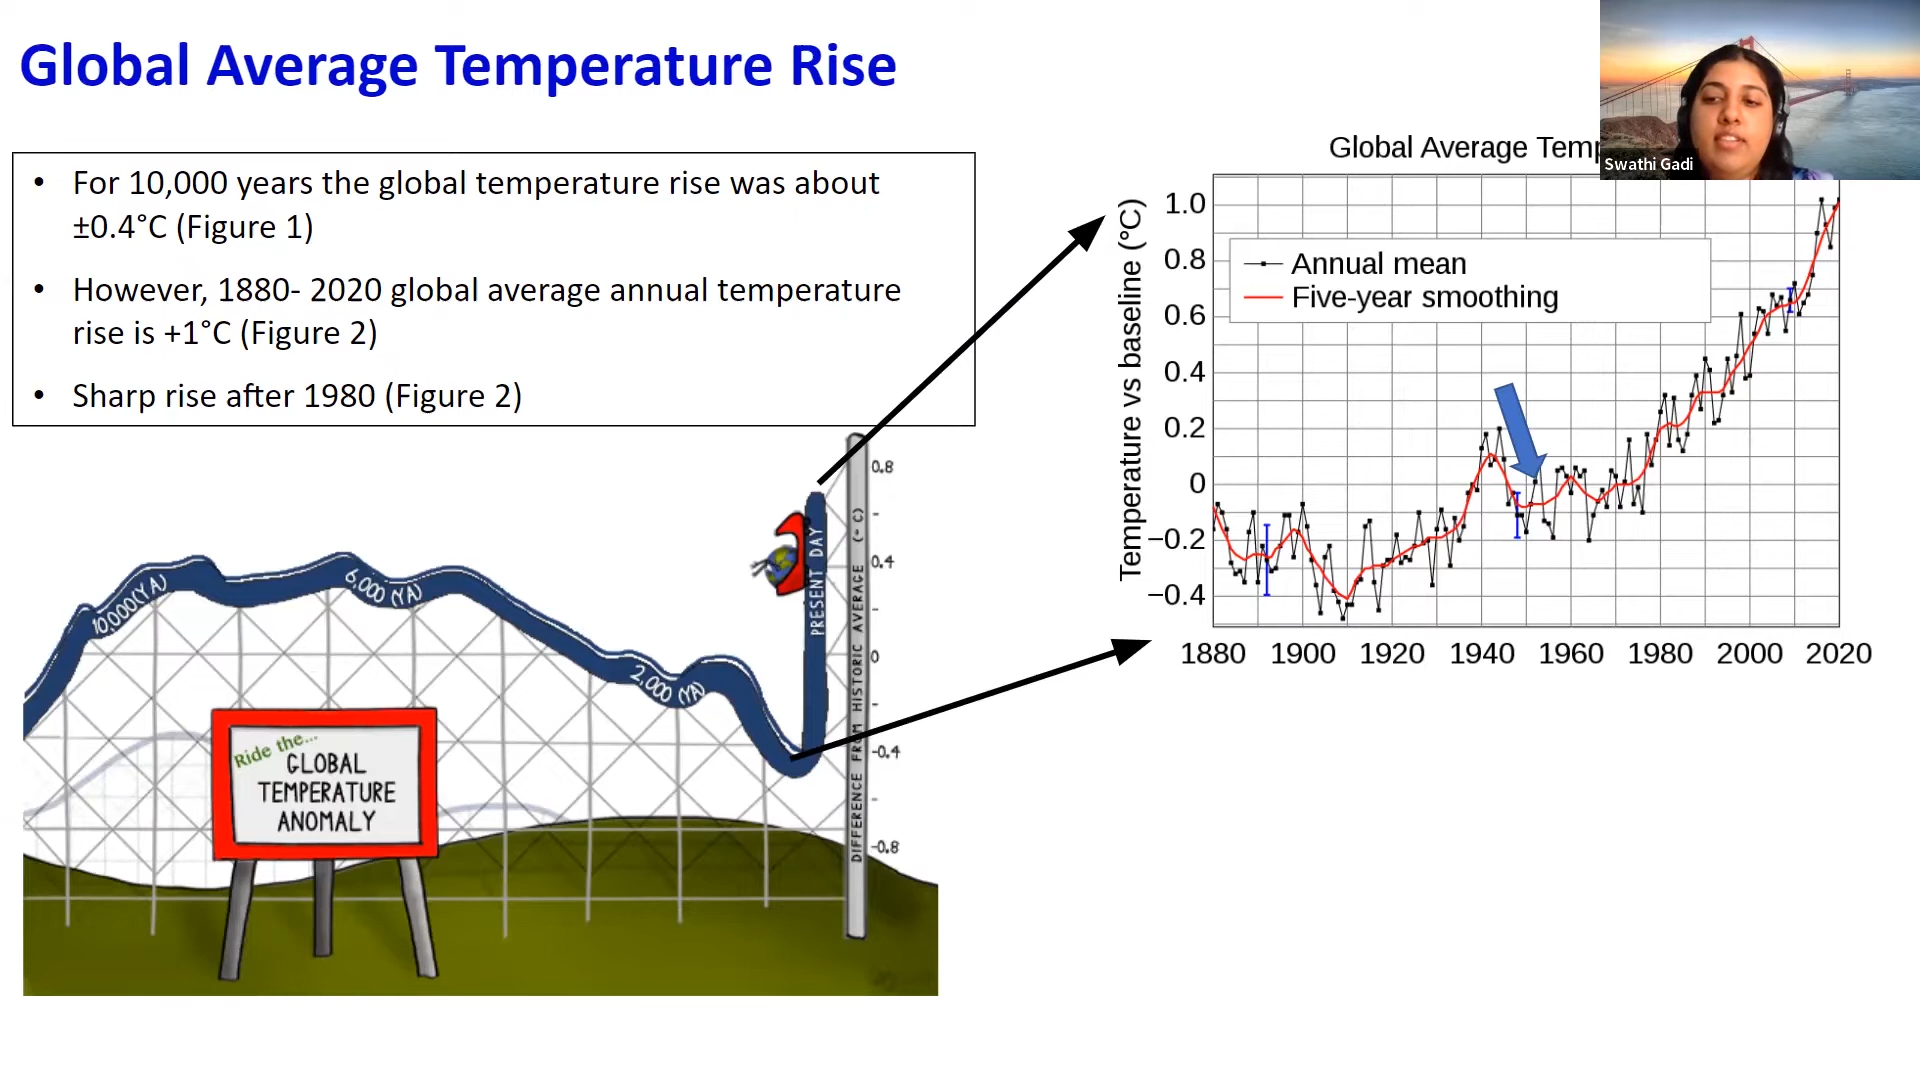 Global Average Temperature Rise
Swathi Gadi
• For 10,000 years the global temperature rise was about
±0.4°C (Figure 1)
• However, 1880- 2020 global average annual temperature
rise is +1°C (Figure 2)
• Sharp rise after 1980 (Figure 2)
Global Average Temp
Temperature vs baseline (°C)
1.0
0.8
0.6
0.4
0.2
0
−0.2
−0.4
Annual mean
Five-year smoothing
1880 1900 1920 1940 1960 1980 2000 2020
10,000 (YA)
6,000 (YA)
2,000 (YA)
PRESENT DAY
DIFFERENCE FROM HISTORIC AVERAGE (°C)
0.8
0.4
0
-0.4
-0.8
Ride the...
GLOBAL
TEMPERATURE
ANOMALY